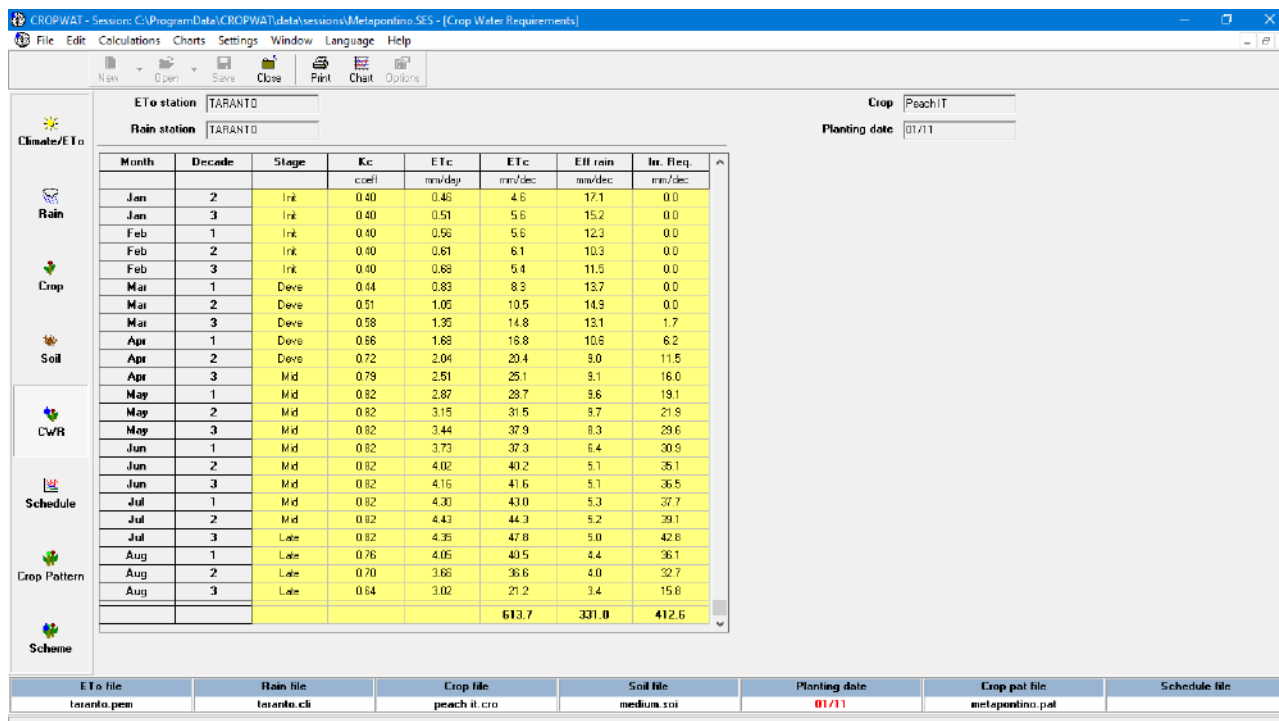 CROPWAT - Session: C:\ProgramData\CROPWAT\data\sessions\Metapontino.SES - [Crop Water Requirements]
File Edit Calculations Charts Settings Window Language Help
New Open Save Close Print Chart Options
ETo station TARANTO Crop Peach IT
Rain station TARANTO Planting date 01/11
Climate/ETo
Rain
Crop
Soil
CWR
Schedule
Crop Pattern
Scheme
Month Decade Stage Kc ETc ETc Eff rain Irr. Req.
coeff mm/day mm/dec mm/dec mm/dec
Jan 2 Init 0.40 0.46 4.6 17.1 0.0
Jan 3 Init 0.40 0.51 5.6 15.2 0.0
Feb 1 Init 0.40 0.56 5.6 12.3 0.0
Feb 2 Init 0.40 0.61 6.1 10.3 0.0
Feb 3 Init 0.40 0.68 5.4 11.5 0.0
Mar 1 Deve 0.44 0.83 8.3 13.7 0.0
Mar 2 Deve 0.51 1.05 10.5 14.9 0.0
Mar 3 Deve 0.58 1.35 14.8 13.1 1.7
Apr 1 Deve 0.66 1.68 16.8 10.6 6.2
Apr 2 Deve 0.72 2.04 20.4 9.0 11.5
Apr 3 Mid 0.79 2.51 25.1 9.1 16.0
May 1 Mid 0.82 2.87 28.7 9.6 19.1
May 2 Mid 0.82 3.15 31.5 9.7 21.9
May 3 Mid 0.82 3.44 37.9 8.3 29.6
Jun 1 Mid 0.82 3.73 37.3 6.4 30.9
Jun 2 Mid 0.82 4.02 40.2 5.1 35.1
Jun 3 Mid 0.82 4.16 41.6 5.1 36.5
Jul 1 Mid 0.82 4.30 43.0 5.3 37.7
Jul 2 Mid 0.82 4.43 44.3 5.2 39.1
Jul 3 Late 0.82 4.35 47.8 5.0 42.8
Aug 1 Late 0.76 4.05 40.5 4.4 36.1
Aug 2 Late 0.70 3.66 36.6 4.0 32.7
Aug 3 Late 0.64 3.02 21.2 3.4 15.8
613.7 331.0 412.6
ETo file Rain file Crop file Soil file Planting date Crop pat file Schedule file
taranto.pem taranto.cli peach it.cro medium.soi 01/11 metapontino.pat